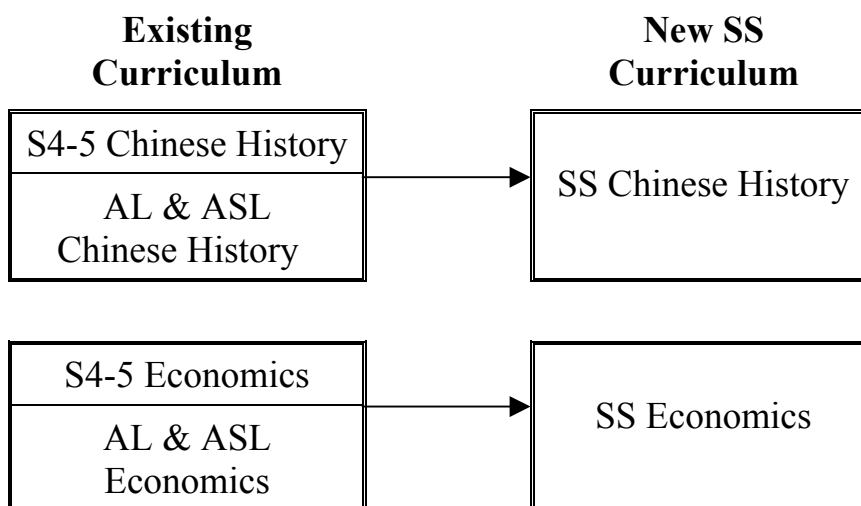 Existing
Curriculum
New SS
Curriculum
S4-5 Chinese History
AL & ASL
Chinese History
SS Chinese History
S4-5 Economics
AL & ASL
Economics
SS Economics